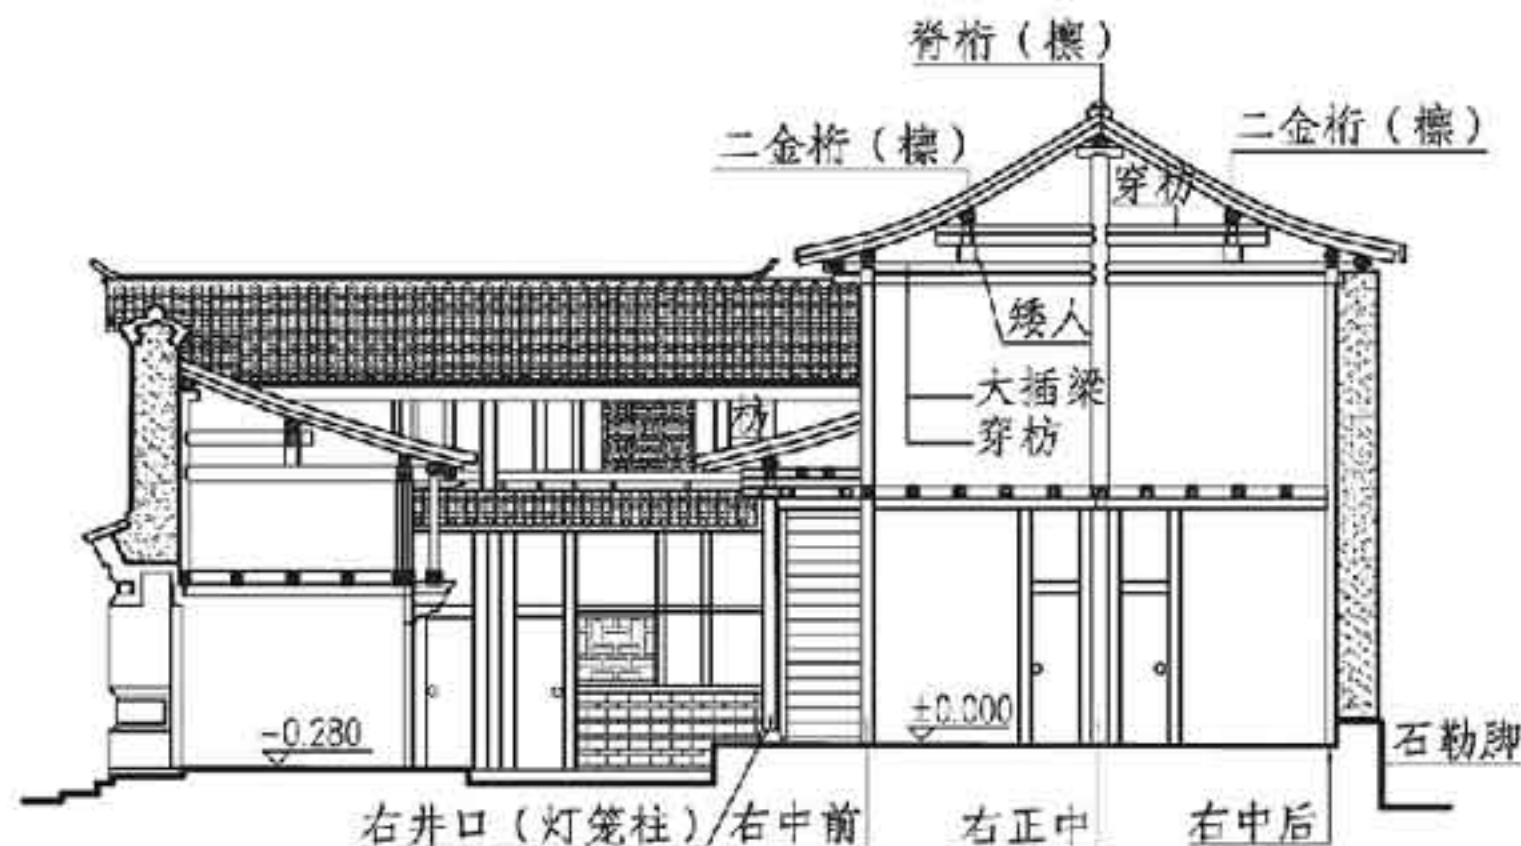 脊桁（檩）
二金桁（檩）
二金桁（檩）
穿枋
矮人
大插梁
穿枋
枋
-0.280
±0.000
石勒脚
右井口（灯笼柱）
右中前
右正中
右中后